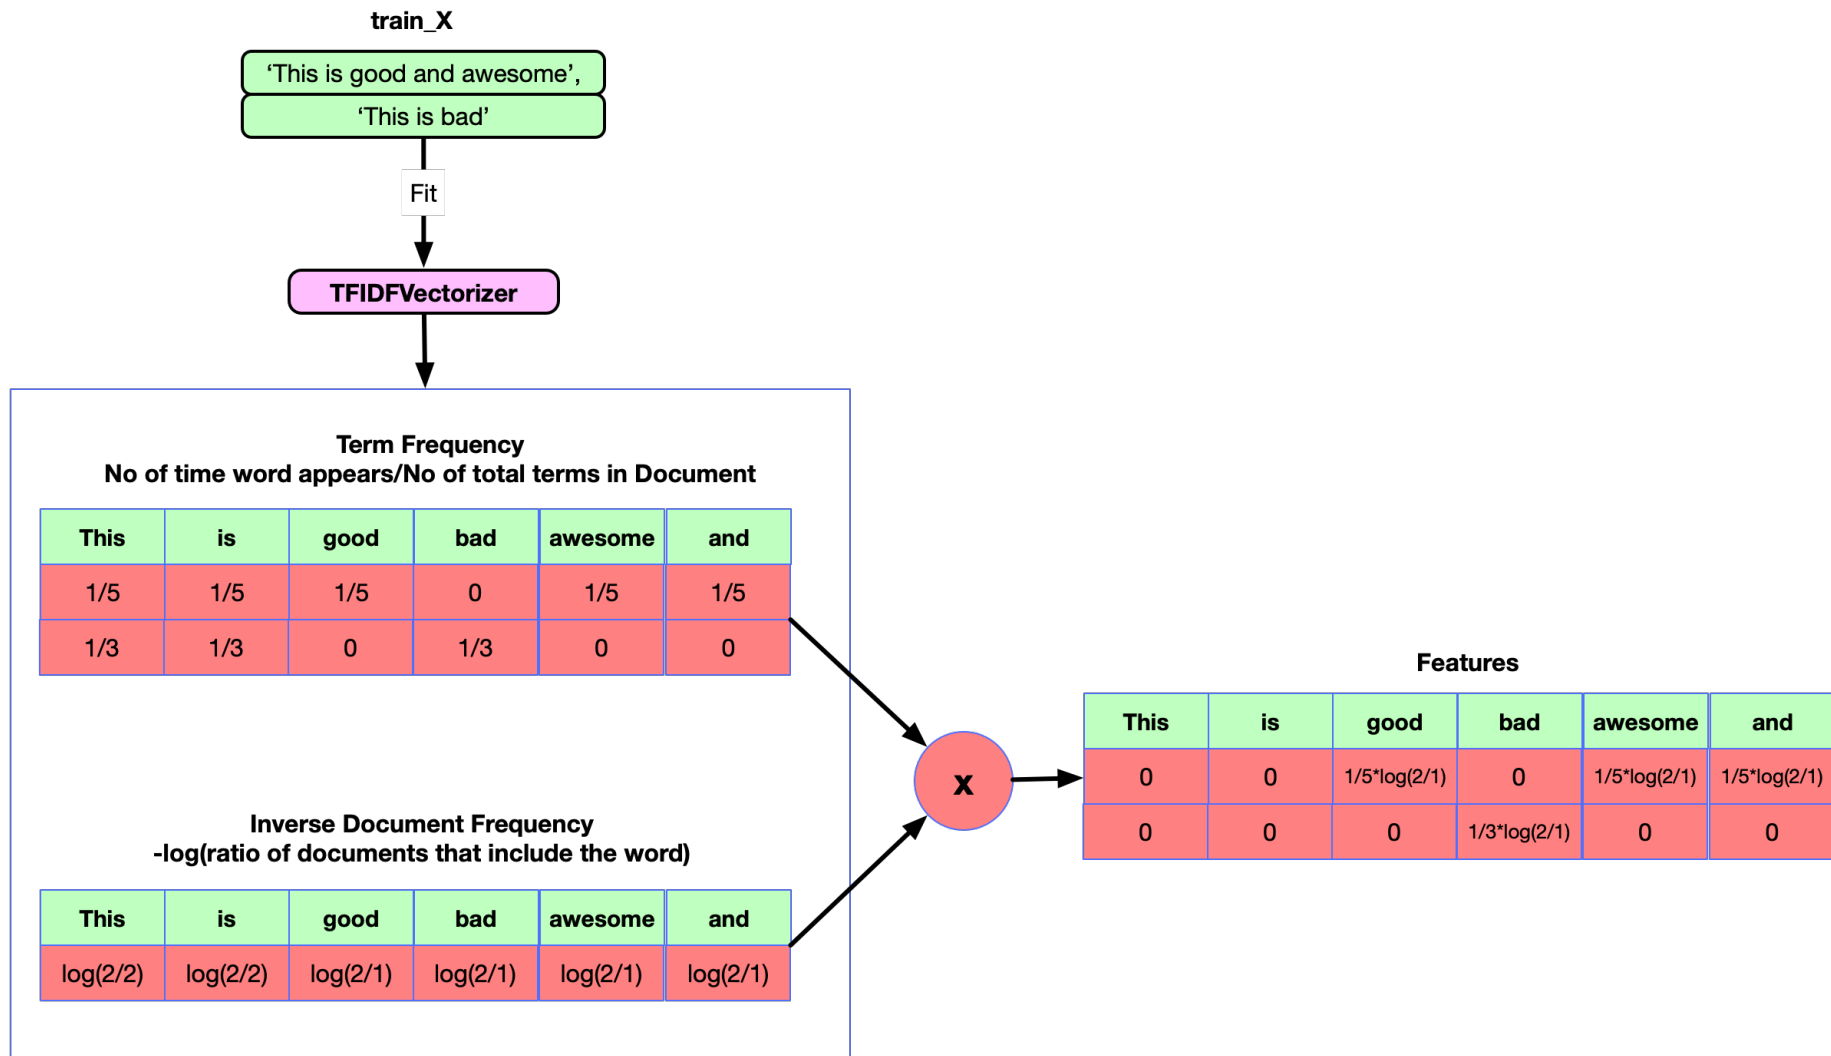 train_X
‘This is good and awesome’,
‘This is bad’
Fit
TFIDFVectorizer
Term Frequency
No of time word appears/No of total terms in Document
This is good bad awesome and
1/5 1/5 1/5 0 1/5 1/5
1/3 1/3 0 1/3 0 0
Inverse Document Frequency
-log(ratio of documents that include the word)
This is good bad awesome and
log(2/2) log(2/2) log(2/1) log(2/1) log(2/1) log(2/1)
x
Features
This is good bad awesome and
0 0 1/5*log(2/1) 0 1/5*log(2/1) 1/5*log(2/1)
0 0 0 1/3*log(2/1) 0 0